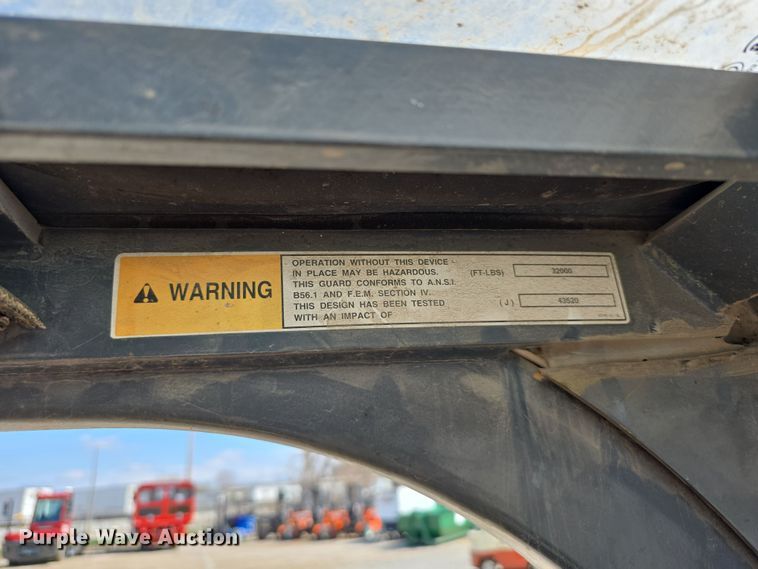 WARNING
OPERATION WITHOUT THIS DEVICE
IN PLACE MAY BE HAZARDOUS.
THIS GUARD CONFORMS TO A.N.S.I.
B56.1 AND F.E.M. SECTION IV.
THIS DESIGN HAS BEEN TESTED
WITH AN IMPACT OF
(FT-LBS) 32000
(J) 43520
Purple Wave Auction